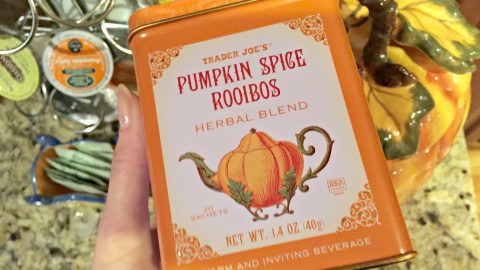 TRADER JOE'S
PUMPKIN SPICE
ROOIBOS
HERBAL BLEND
20
SACHETS
NET WT. 1.4 OZ (40g)
WARM AND INVITING BEVERAGE